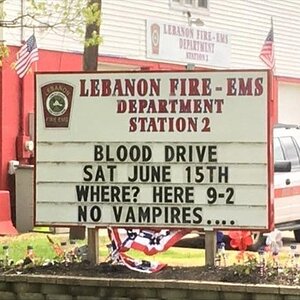 LEBANON FIRE-EMS
DEPARTMENT
STATION 2
LEBANON FIRE - EMS
DEPARTMENT
STATION 2
BLOOD DRIVE
SAT JUNE 15TH
WHERE? HERE 9-2
NO VAMPIRES....